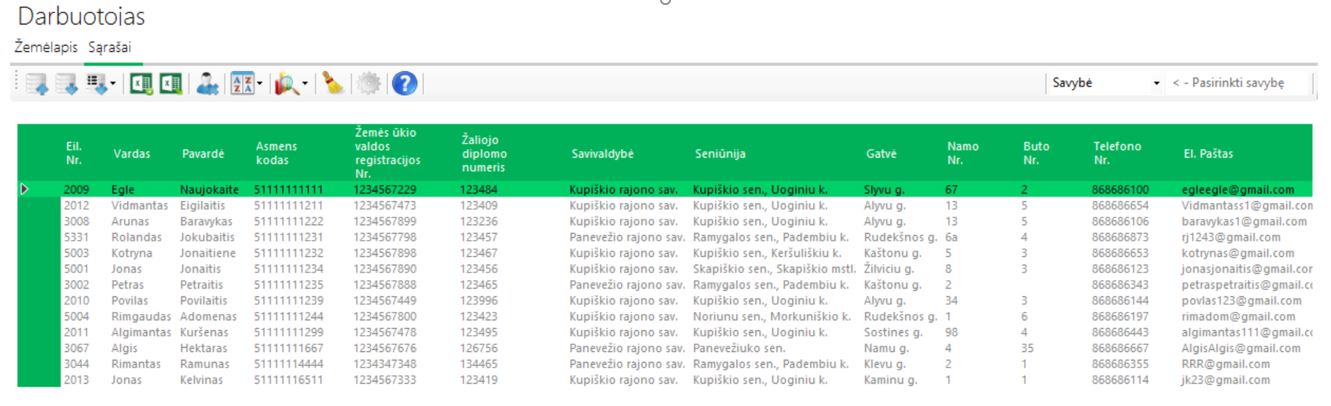 Darbuotojas
Žemėlapis Sąrašai
Savybė < - Pasirinkti savybę
Eil. Nr. Vardas Pavardė Asmens kodas Žemės ūkio valdos registracijos Nr. Žaliojo diplomo numeris Savivaldybė Seniūnija Gatvė Namo Nr. Buto Nr. Telefono Nr. El. Paštas
2009 Egle Naujokaite 51111111111 1234567229 123484 Kupiškio rajono sav. Kupiškio sen., Uoginiu k. Slyvu g. 67 2 868686100 egleegle@gmail.com
2012 Vidmantas Eigilaitis 51111111211 1234567473 123409 Kupiškio rajono sav. Kupiškio sen., Uoginiu k. Alyvu g. 13 5 868686654 Vidmantass1@gmail.com
3008 Arunas Baravykas 51111111222 1234567899 123236 Kupiškio rajono sav. Kupiškio sen., Uoginiu k. Alyvu g. 13 5 868686106 baravykas1@gmail.com
5331 Rolandas Jokubaitis 51111111231 1234567798 123457 Panevežio rajono sav. Ramygalos sen., Padembiu k. Rudekšnos g. 6a 4 868686873 rj1243@gmail.com
5003 Kotryna Jonaitiene 51111111232 1234567898 123467 Kupiškio rajono sav. Kupiškio sen., Keršuliškiu k. Kaštonu g. 5 3 868686653 kotrynas@gmail.com
5001 Jonas Jonaitis 51111111234 1234567890 123456 Kupiškio rajono sav. Skapiškio sen., Skapiškio mstl. Žilviciu g. 8 3 868686123 jonasjonaitis@gmail.cor
3002 Petras Petraitis 51111111235 1234567888 123465 Panevežio rajono sav. Ramygalos sen., Padembiu k. Kaštonu g. 2 868686343 petraspetraitis@gmail.cc
2010 Povilas Povilaitis 51111111239 1234567449 123996 Kupiškio rajono sav. Kupiškio sen., Uoginiu k. Alyvu g. 34 3 868686144 povlas123@gmail.com
5004 Rimgaudas Adomenas 51111111244 1234567800 123423 Kupiškio rajono sav. Noriunu sen., Morkuniškio k. Rudekšnos g. 1 6 868686197 rimadom@gmail.com
2011 Algimantas Kuršenas 51111111299 1234567478 123495 Kupiškio rajono sav. Kupiškio sen., Uoginiu k. Sostines g. 98 4 868686443 algimantas111@gmail.cc
3067 Algis Hektaras 51111111667 1234567676 126756 Panevežio rajono sav. Panevežiuko sen. Namu g. 4 35 868686667 AlgisAlgis@gmail.com
3044 Rimantas Ramunas 51111114444 1234347348 134465 Panevežio rajono sav. Ramygalos sen., Padembiu k. Klevu g. 2 1 868686355 RRR@gmail.com
2013 Jonas Kelvinas 51111116511 1234567333 123419 Kupiškio rajono sav. Kupiškio sen., Uoginiu k. Kaminu g. 1 1 868686114 jk23@gmail.com